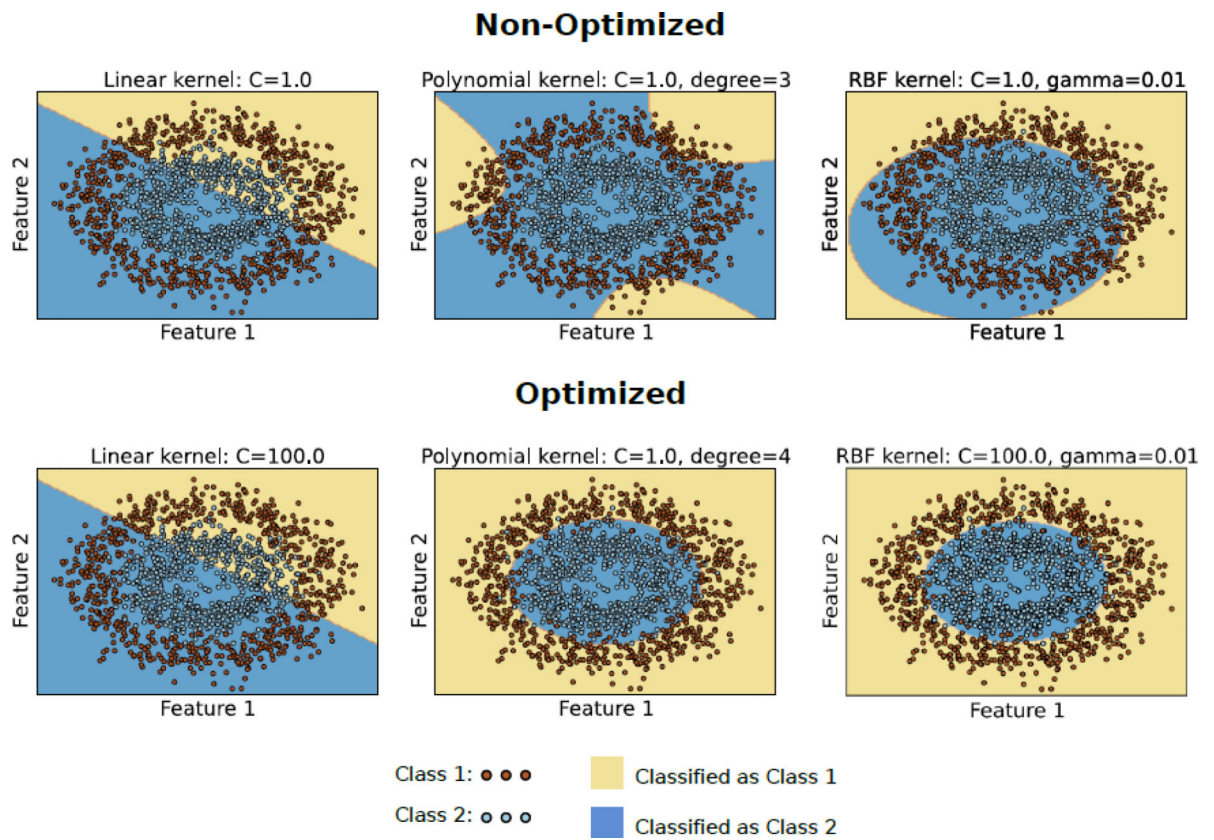 Non-Optimized
Linear kernel: C=1.0
Polynomial kernel: C=1.0, degree=3
RBF kernel: C=1.0, gamma=0.01
Feature 2
Feature 2
Feature 2
Feature 1
Feature 1
Feature 1
Optimized
Linear kernel: C=100.0
Polynomial kernel: C=1.0, degree=4
RBF kernel: C=100.0, gamma=0.01
Feature 2
Feature 2
Feature 2
Feature 1
Feature 1
Feature 1
Class 1:
Classified as Class 1
Class 2:
Classified as Class 2